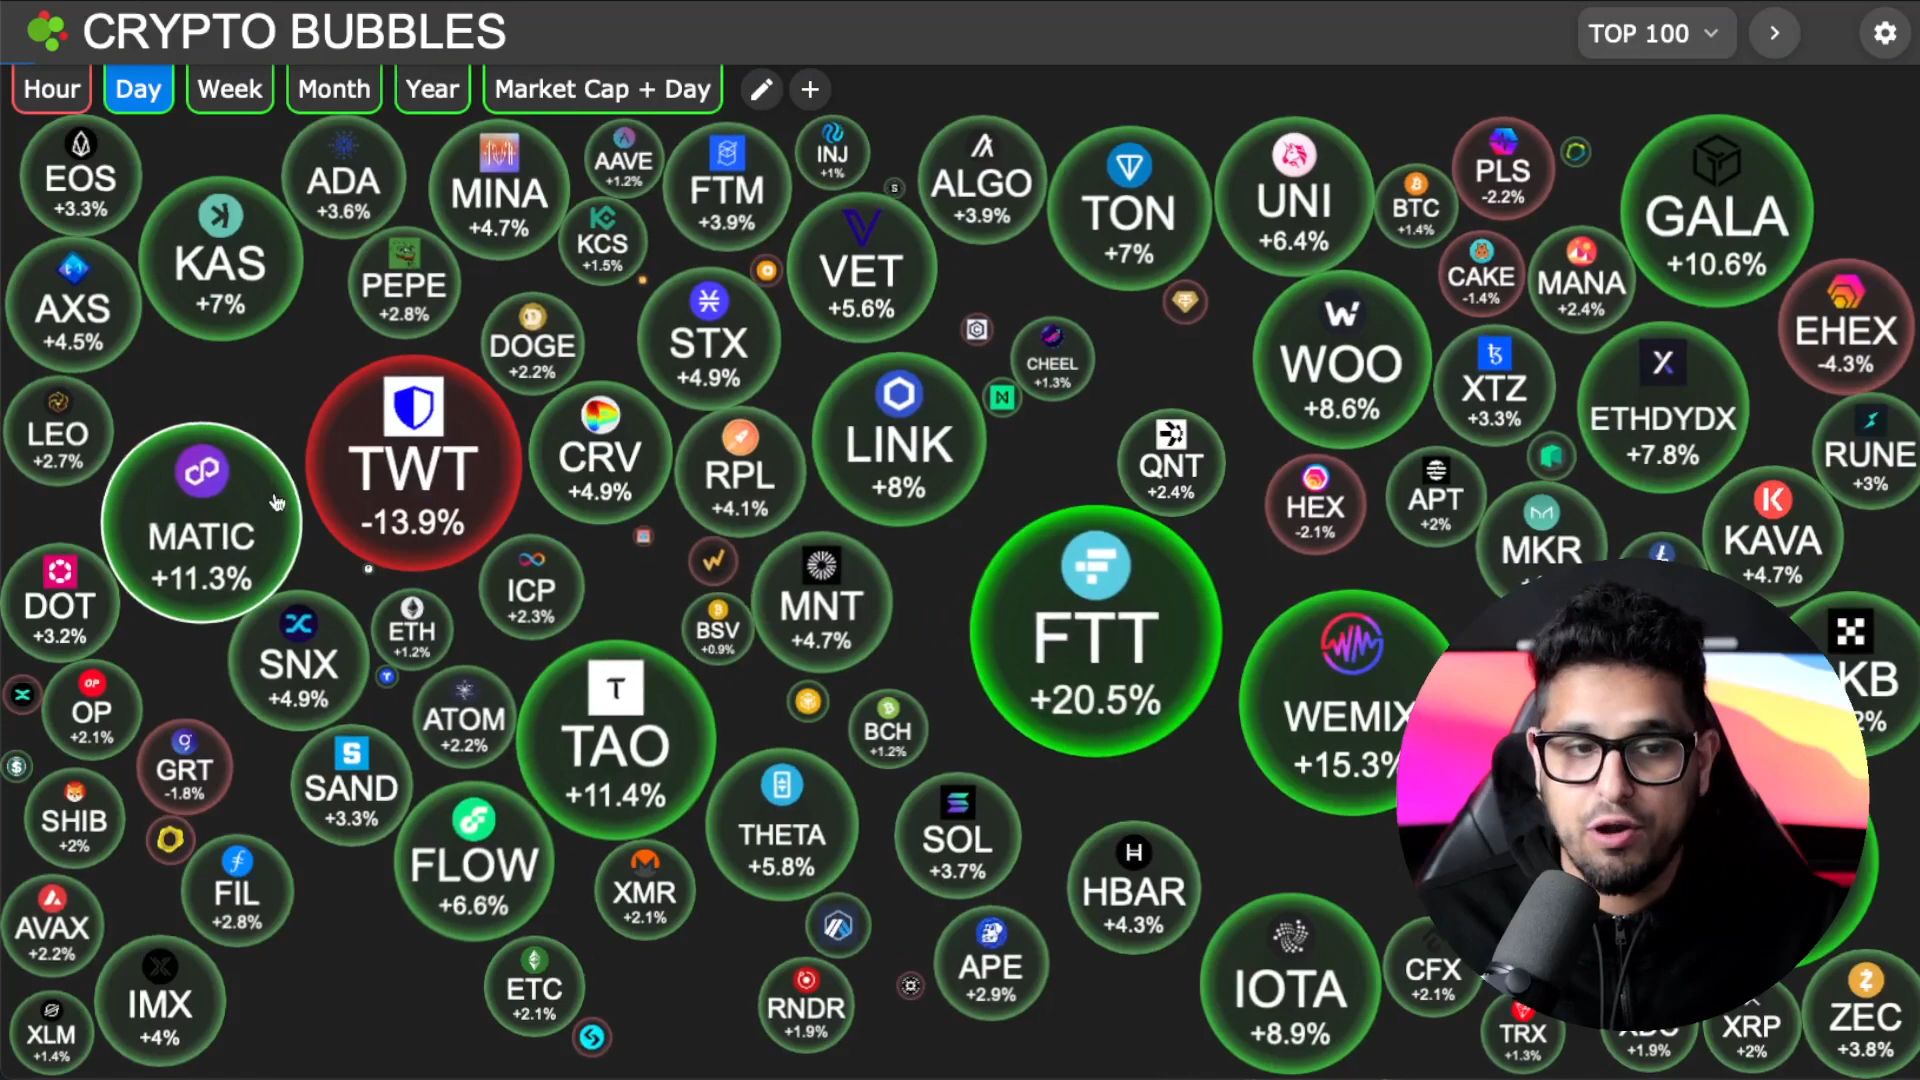 CRYPTO BUBBLES
TOP 100
Hour
Day
Week
Month
Year
Market Cap + Day
EOS
+3.3%
ADA
+3.6%
MINA
+4.7%
AAVE
+1.2%
FTM
+3.9%
INJ
+1%
ALGO
+3.9%
TON
+7%
UNI
+6.4%
BTC
+1.4%
PLS
-2.2%
GALA
+10.6%
KAS
+7%
PEPE
+2.8%
KCS
+1.5%
VET
+5.6%
CAKE
-1.4%
MANA
+2.4%
AXS
+4.5%
DOGE
+2.2%
STX
+4.9%
CHEEL
+1.3%
WOO
+8.6%
XTZ
+3.3%
ETHDYDX
+7.8%
EHEX
-4.3%
LEO
+2.7%
TWT
-13.9%
CRV
+4.9%
RPL
+4.1%
LINK
+8%
QNT
+2.4%
HEX
-2.1%
APT
+2%
RUNE
+3%
MATIC
+11.3%
MKR
KAVA
+4.7%
DOT
+3.2%
ICP
+2.3%
MNT
+4.7%
FTT
+20.5%
ETH
+1.2%
BSV
+0.9%
SNX
+4.9%
WEMIX
+15.3%
KB
2%
OP
+2.1%
ATOM
+2.2%
TAO
+11.4%
BCH
+1.2%
GRT
-1.8%
SAND
+3.3%
SHIB
+2%
THETA
+5.8%
SOL
+3.7%
FLOW
+6.6%
FIL
+2.8%
XMR
+2.1%
HBAR
+4.3%
AVAX
+2.2%
ETC
+2.1%
APE
+2.9%
IOTA
+8.9%
CFX
+2.1%
IMX
+4%
RNDR
+1.9%
XLM
+1.4%
TRX
+1.3%
+1.9%
XRP
+2%
ZEC
+3.8%